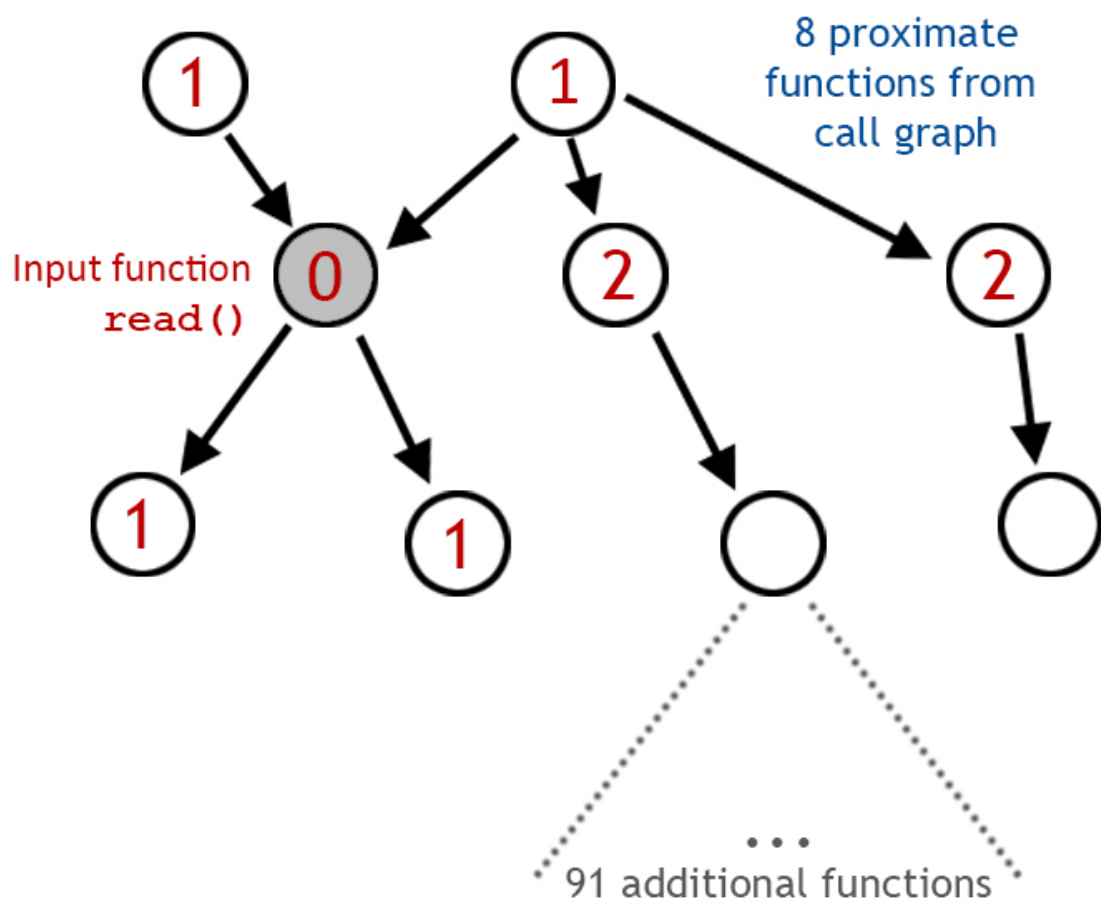 1
1
8 proximate
functions from
call graph
Input function
read()
0
2
2
1
1
...
91 additional functions